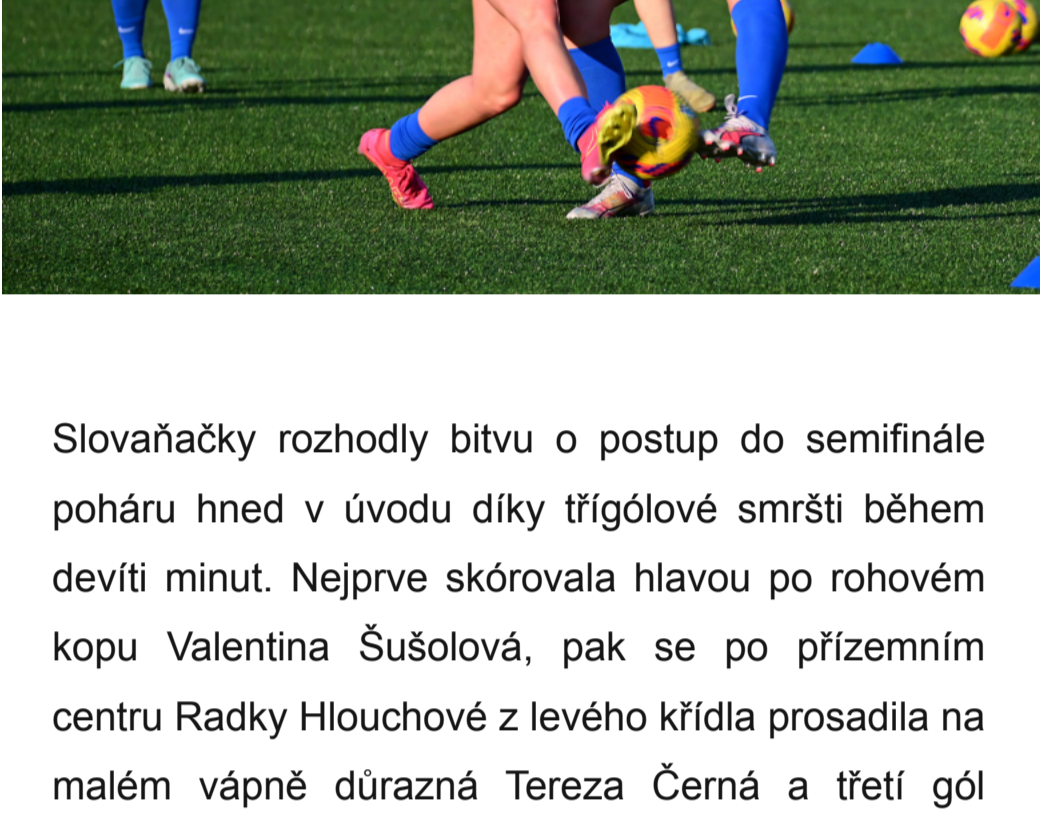 Slovaňačky rozhodly bitvu o postup do semifinále
poháru hned v úvodu díky třígólové smršti během
devíti minut. Nejprve skórovala hlavou po rohovém
kopu Valentina Šušolová, pak se po přízemním
centru Radky Hlouchové z levého křídla prosadila na
malém vápně důrazná Tereza Černá a třetí gól